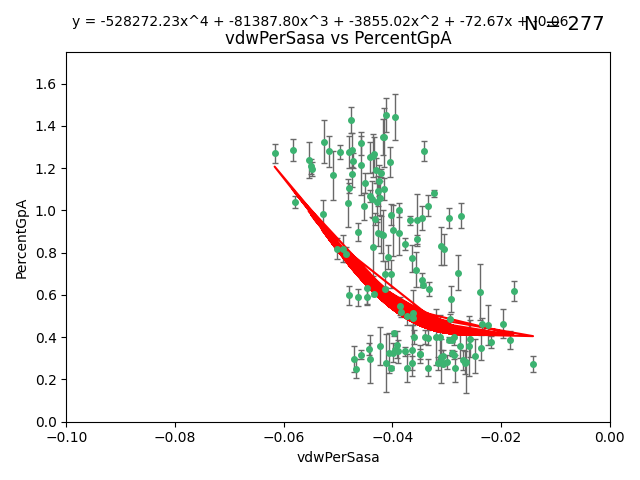 y = -528272.23x^4 + -81387.80x^3 + -3855.02x^2 + -72.67x +
N = 277
vdwPerSasa vs PercentGpA
1.6
1.4
1.2
1.0
0.8
0.6
0.4
0.2
0.0
PercentGpA
-0.10 -0.08 -0.06 -0.04 -0.02 0.00
vdwPerSasa